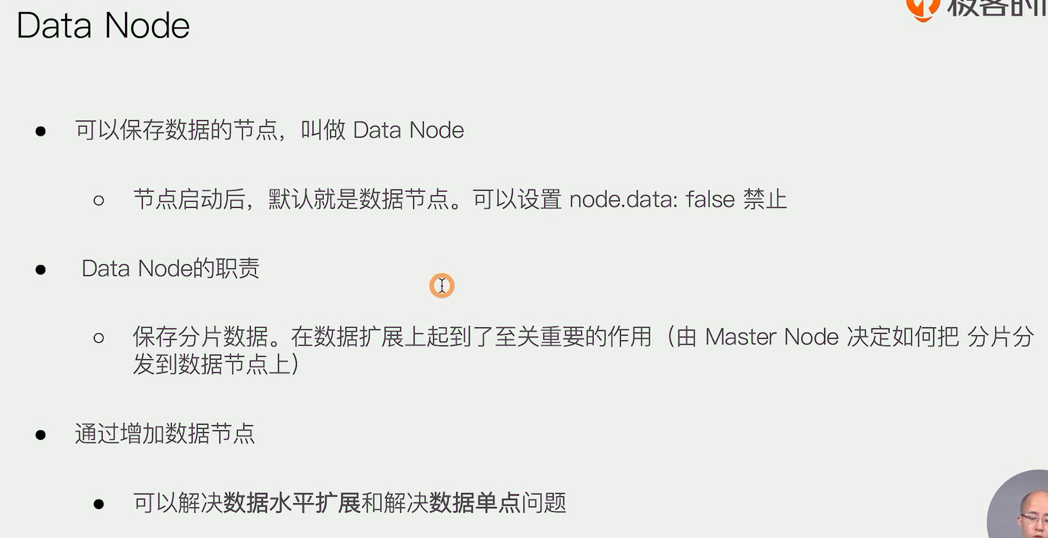 Data Node
极客时
可以保存数据的节点，叫做 Data Node
节点启动后，默认就是数据节点。可以设置 node.data: false 禁止
Data Node的职责
保存分片数据。在数据扩展上起到了至关重要的作用（由 Master Node 决定如何把 分片分
发到数据节点上）
通过增加数据节点
可以解决数据水平扩展和解决数据单点问题